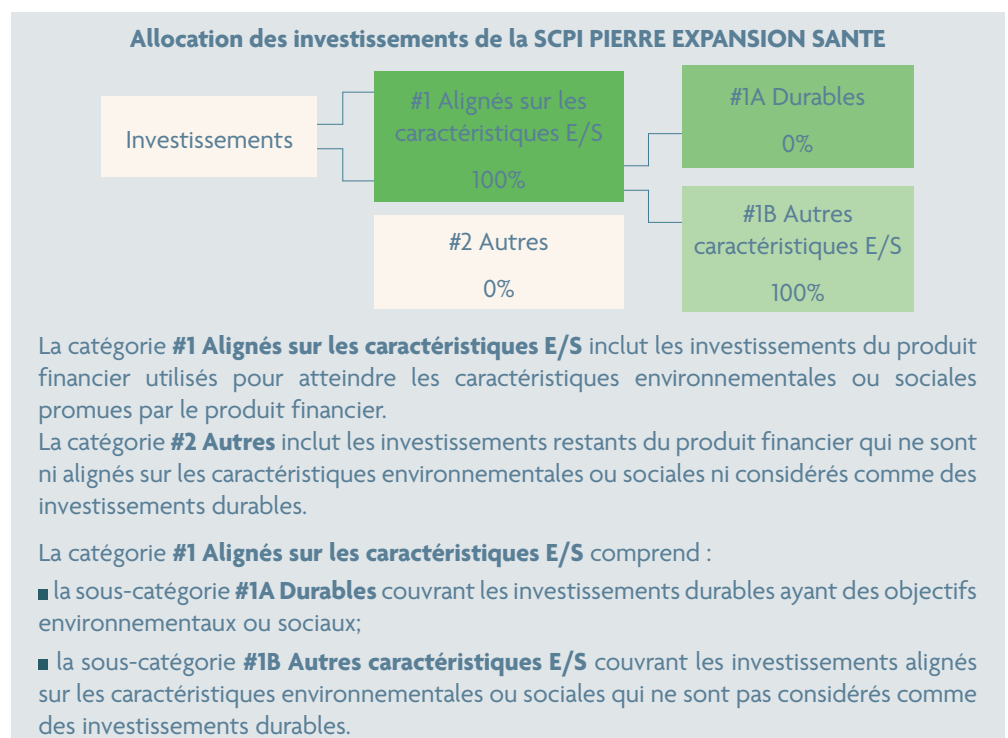 Allocation des investissements de la SCPI PIERRE EXPANSION SANTE
Investissements
#1 Alignés sur les
caractéristiques E/S
100%
#2 Autres
0%
#1A Durables
0%
#1B Autres
caractéristiques E/S
100%
La catégorie #1 Alignés sur les caractéristiques E/S inclut les investissements du produit
financier utilisés pour atteindre les caractéristiques environnementales ou sociales
promues par le produit financier.
La catégorie #2 Autres inclut les investissements restants du produit financier qui ne sont
ni alignés sur les caractéristiques environnementales ou sociales ni considérés comme des
investissements durables.
La catégorie #1 Alignés sur les caractéristiques E/S comprend :
■ la sous-catégorie #1A Durables couvrant les investissements durables ayant des objectifs
environnementaux ou sociaux;
■ la sous-catégorie #1B Autres caractéristiques E/S couvrant les investissements alignés
sur les caractéristiques environnementales ou sociales qui ne sont pas considérés comme
des investissements durables.